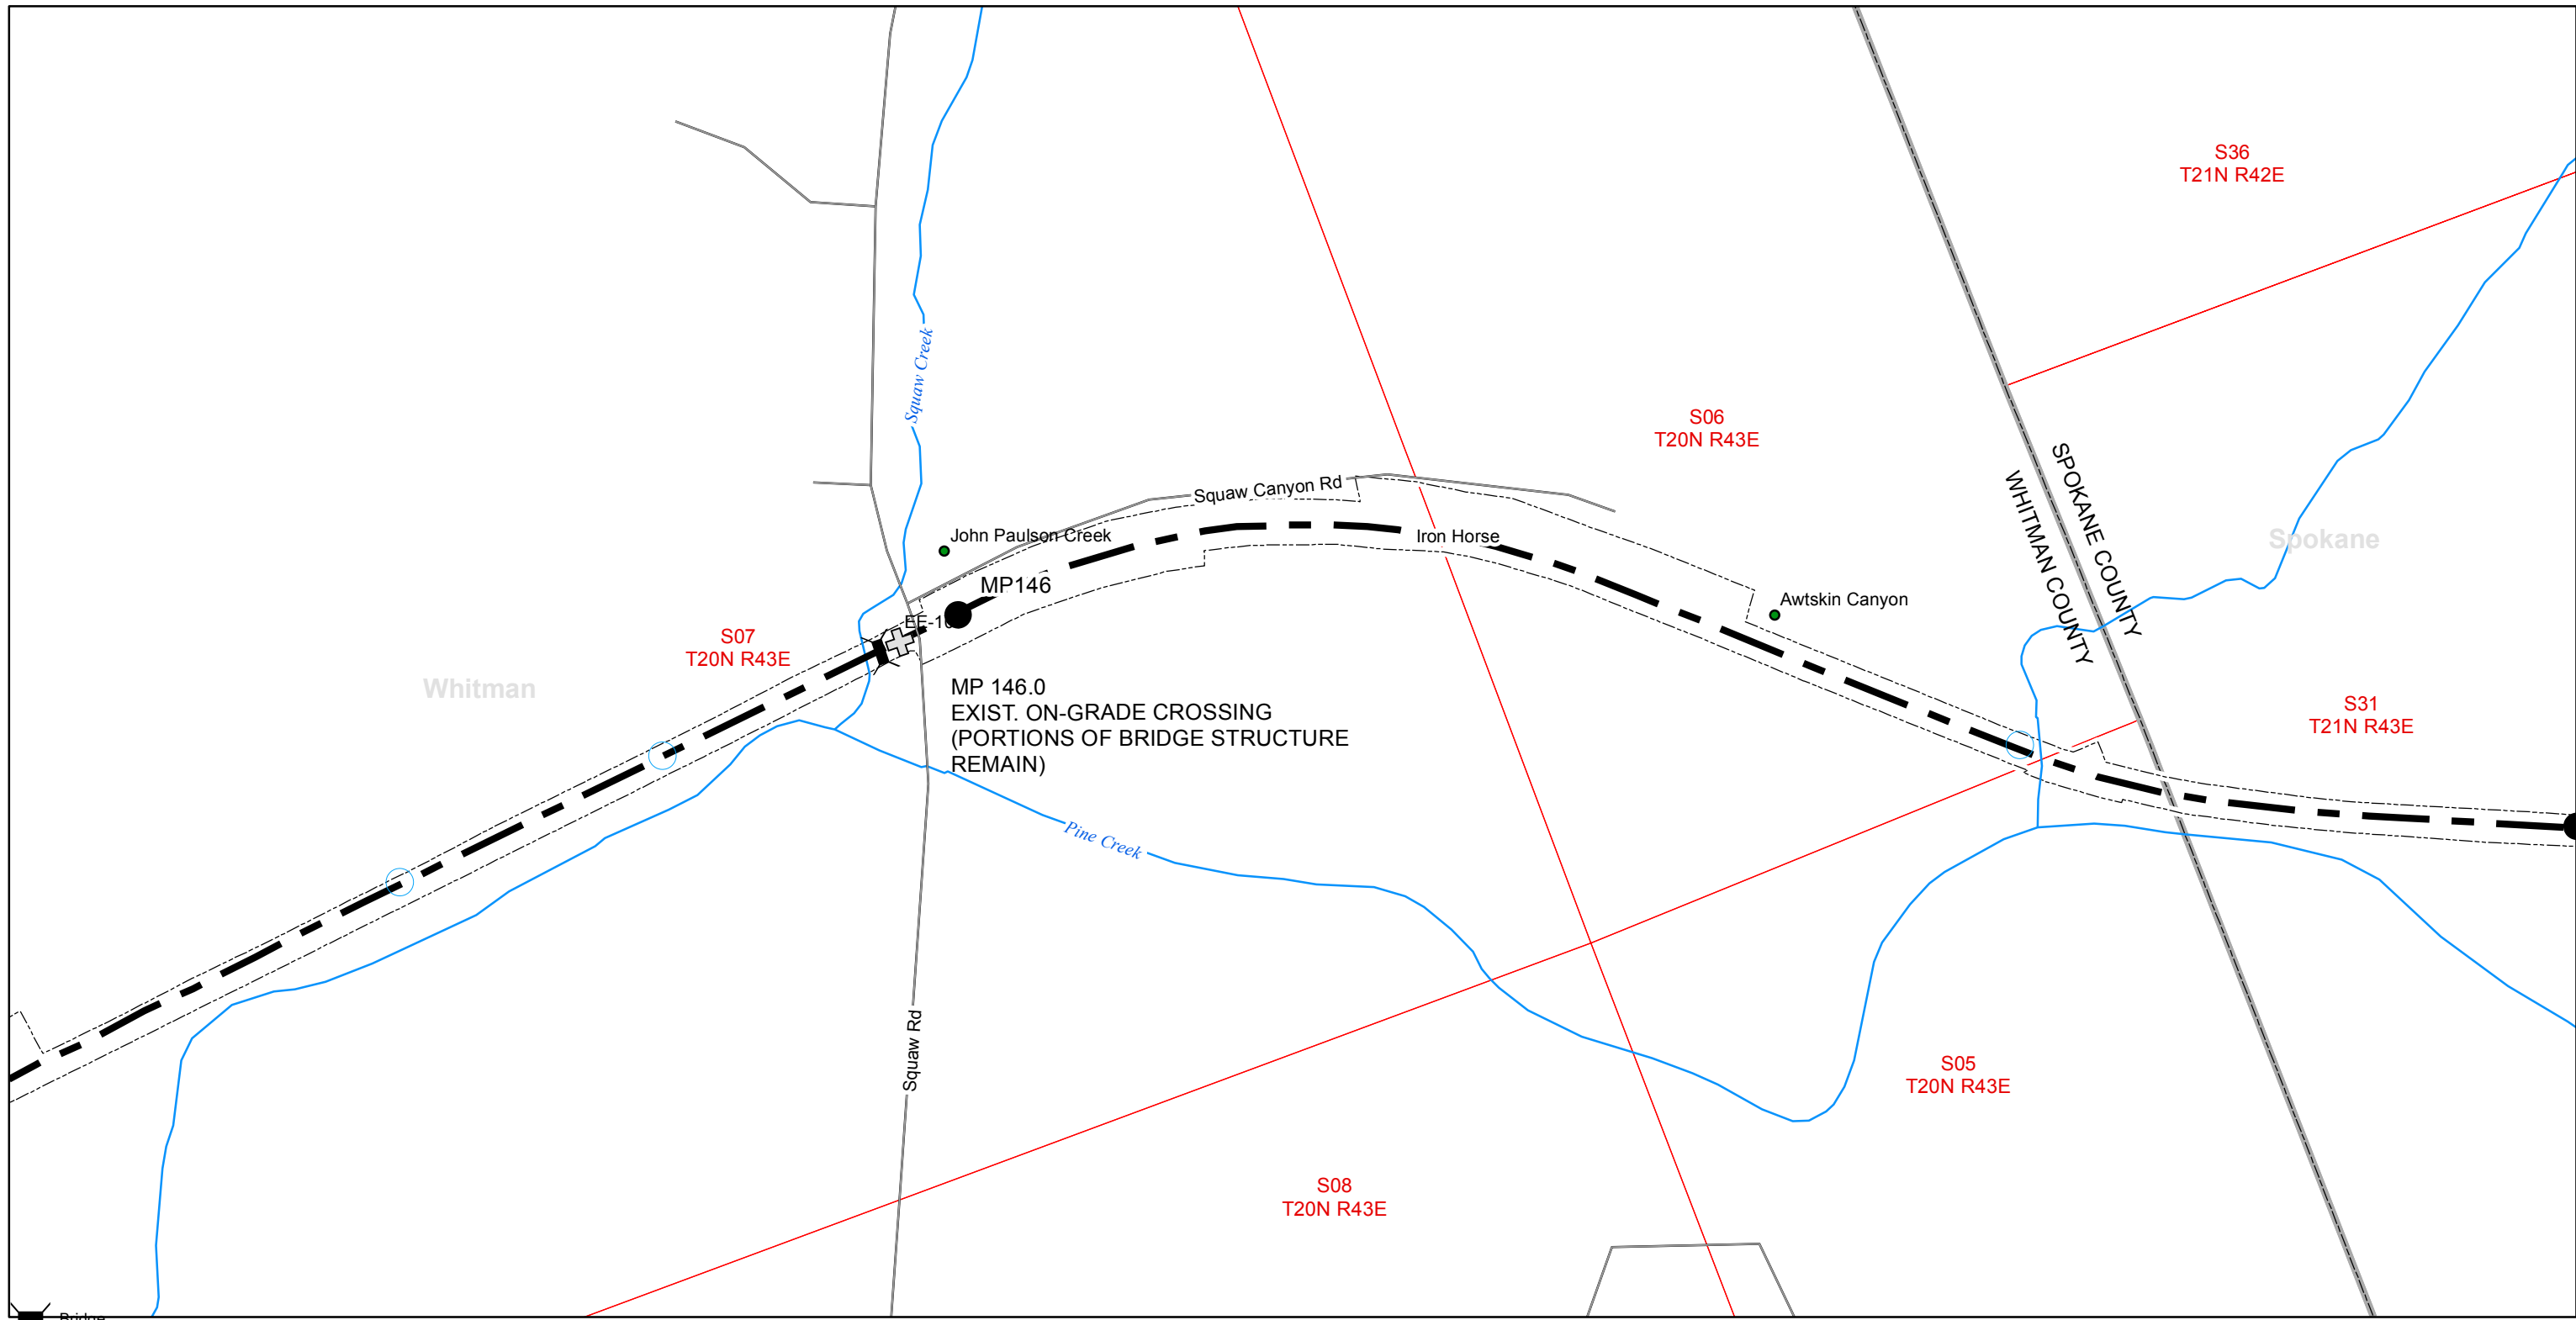 S36
T21N R42E
Squaw Creek
S06
T20N R43E
SPOKANE COUNTY
WHITMAN COUNTY
Spokane
Squaw Canyon Rd
John Paulson Creek
Iron Horse
MP146
Awtskin Canyon
S07
T20N R43E
Whitman
MP 146.0
EXIST. ON-GRADE CROSSING
(PORTIONS OF BRIDGE STRUCTURE
REMAIN)
S31
T21N R43E
Pine Creek
Squaw Rd
S05
T20N R43E
S08
T20N R43E
Bridge